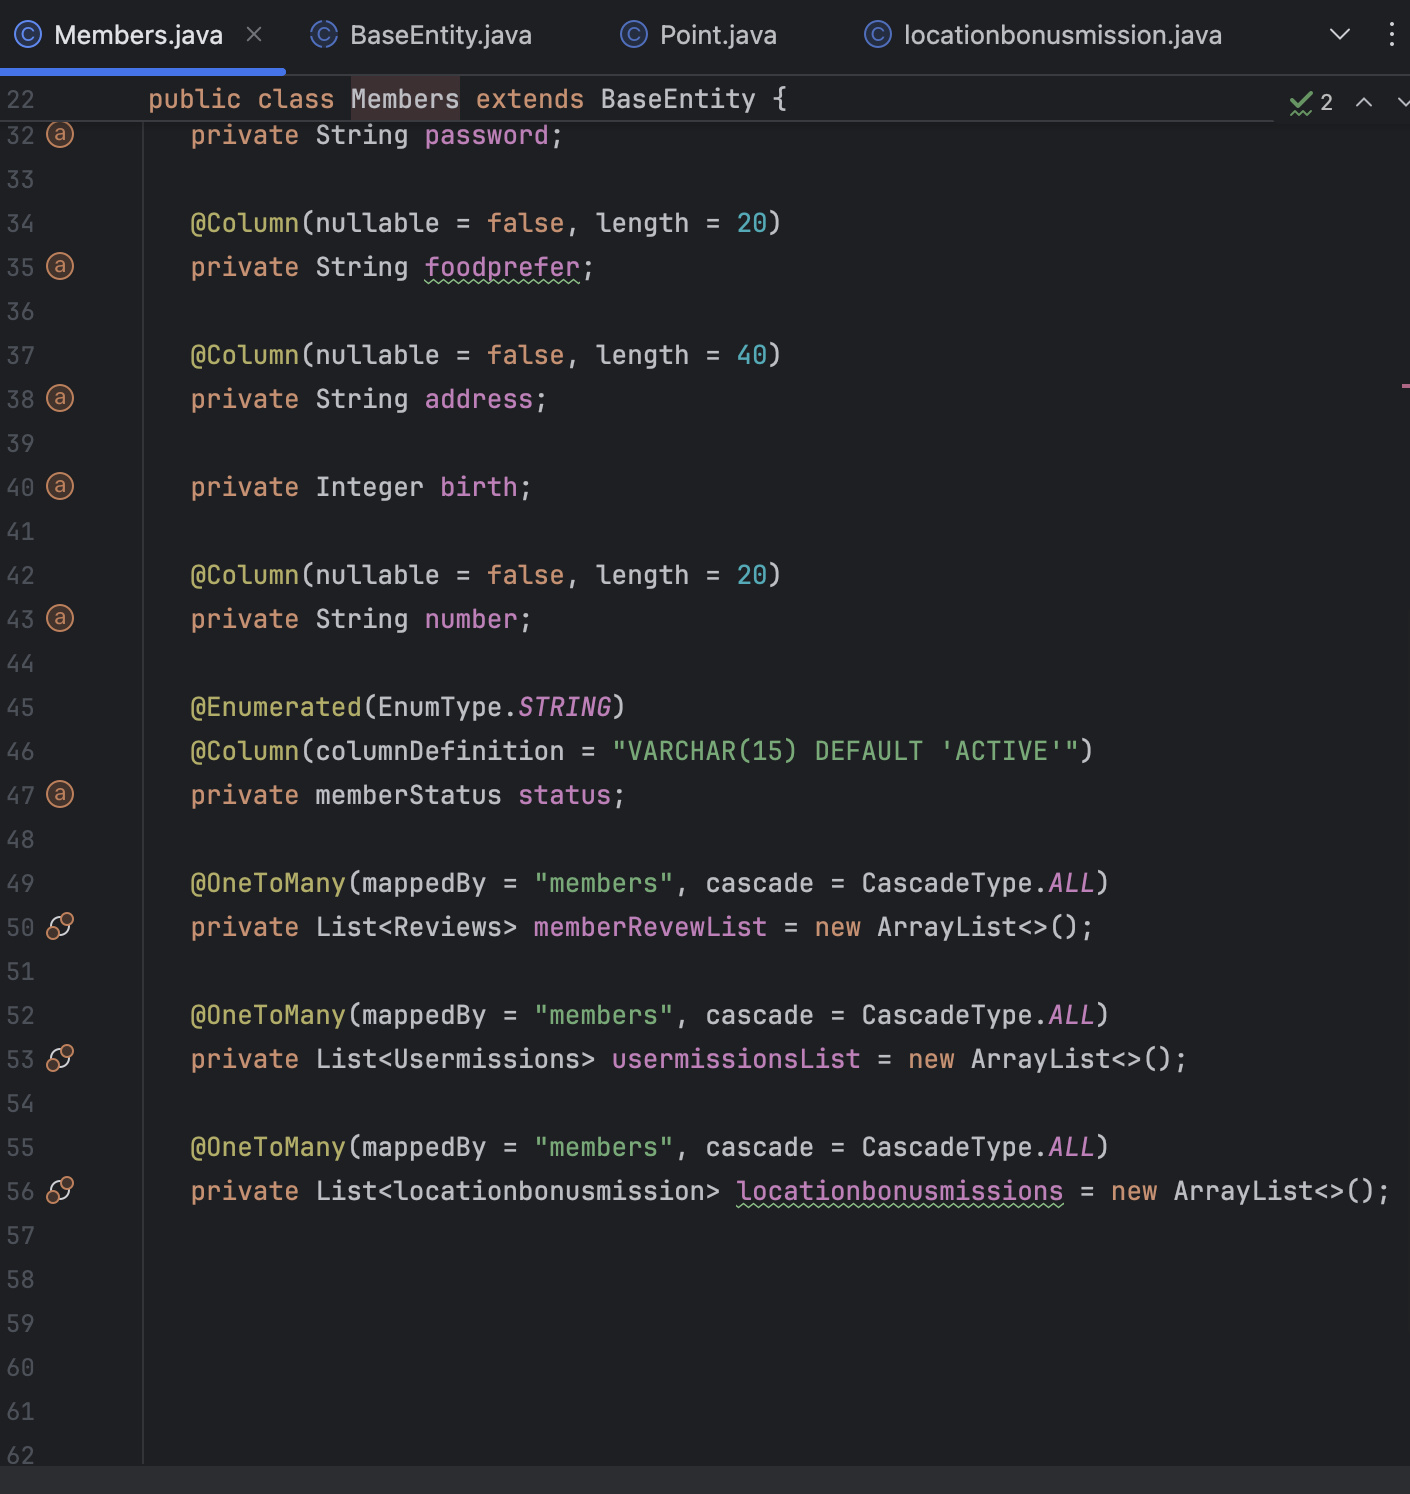 Members.java
BaseEntity.java
Point.java
locationbonusmission.java
22 public class Members extends BaseEntity {
2
32 private String password;
33
34 @Column(nullable = false, length = 20)
35 private String foodprefer;
36
37 @Column(nullable = false, length = 40)
38 private String address;
39
40 private Integer birth;
41
42 @Column(nullable = false, length = 20)
43 private String number;
44
45 @Enumerated(EnumType.STRING)
46 @Column(columnDefinition = "VARCHAR(15) DEFAULT 'ACTIVE'")
47 private memberStatus status;
48
49 @OneToMany(mappedBy = "members", cascade = CascadeType.ALL)
50 private List<Reviews> memberRevewList = new ArrayList<>();
51
52 @OneToMany(mappedBy = "members", cascade = CascadeType.ALL)
53 private List<Usermissions> usermissionsList = new ArrayList<>();
54
55 @OneToMany(mappedBy = "members", cascade = CascadeType.ALL)
56 private List<locationbonusmission> locationbonusmissions = new ArrayList<>();
57
58
59
60
61
62